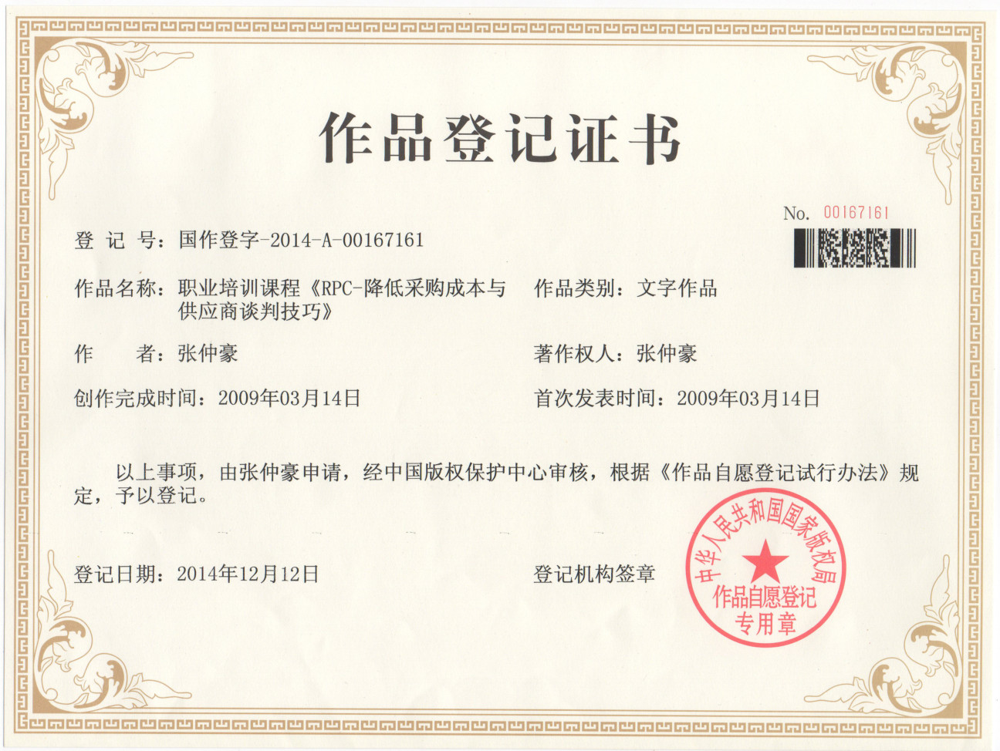 作品登记证书
No. 00167161
登 记 号：国作登字-2014-A-00167161
作品名称：职业培训课程《RPC-降低采购成本与
供应商谈判技巧》
作品类别：文字作品
作 者：张仲豪
著作权人：张仲豪
创作完成时间：2009年03月14日
首次发表时间：2009年03月14日
以上事项，由张仲豪申请，经中国版权保护中心审核，根据《作品自愿登记试行办法》规
定，予以登记。
登记日期：2014年12月12日
登记机构签章
中华人民共和国国家版权局
作品自愿登记
专用章